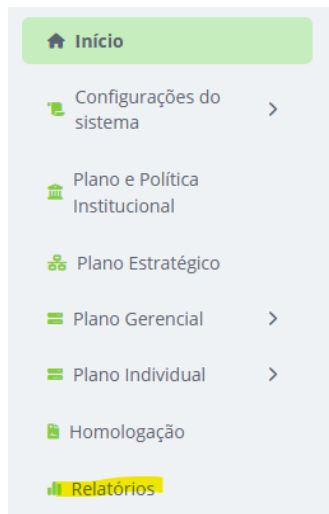 Início
Configurações do
sistema
Plano e Política
Institucional
Plano Estratégico
Plano Gerencial
Plano Individual
Homologação
Relatórios